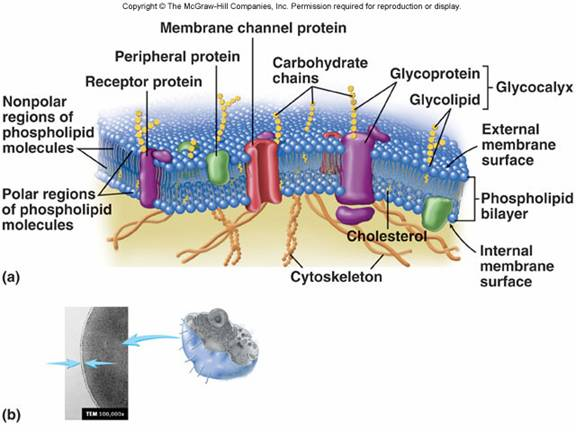 Copyright © The McGraw-Hill Companies, Inc. Permission required for reproduction or display.
Membrane channel protein
Peripheral protein
Receptor protein
Carbohydrate
chains
Glycoprotein
Glycolipid
Glycocalyx
Nonpolar
regions of
phospholipid
molecules
External
membrane
surface
Polar regions
of phospholipid
molecules
Phospholipid
bilayer
Cholesterol
Internal
membrane
surface
Cytoskeleton
(a)
TEM 100,000x
(b)